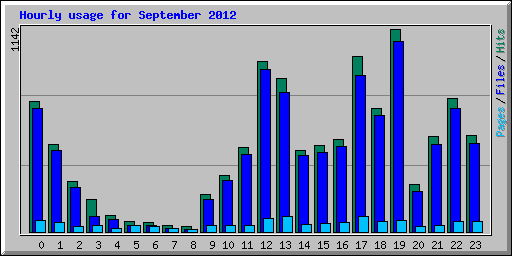 Hourly usage for September 2012
1142
Pages / Files / Hits
0 1 2 3 4 5 6 7 8 9 10 11 12 13 14 15 16 17 18 19 20 21 22 23